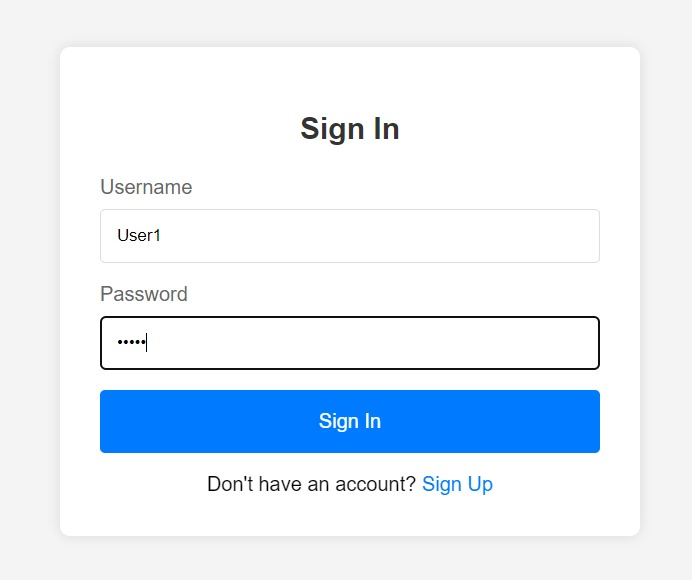 Sign In
Username
User1
Password
•••••
Sign In
Don't have an account? Sign Up